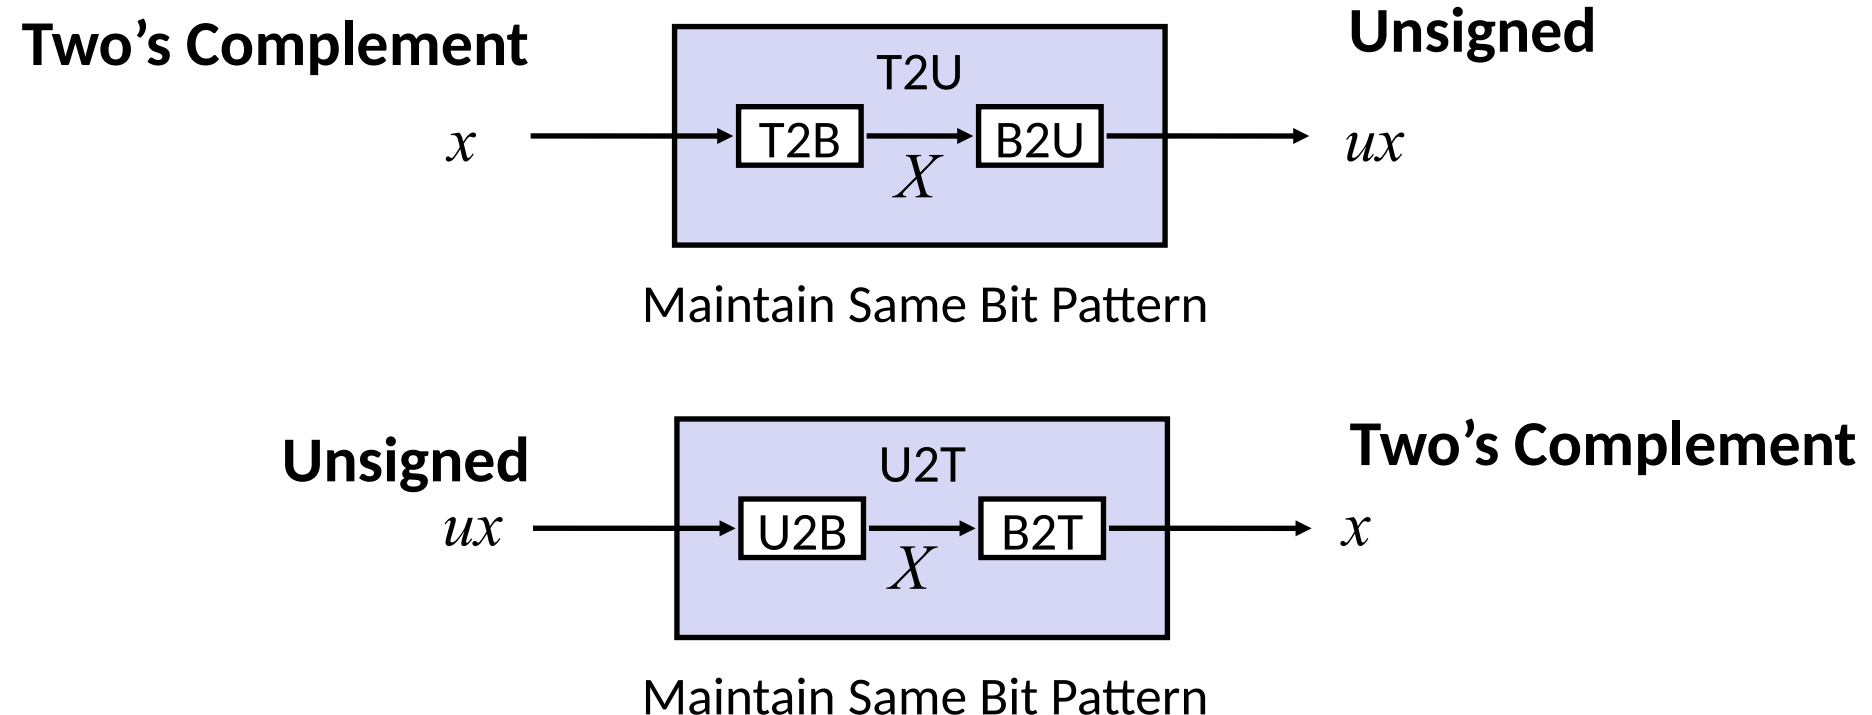 Two’s Complement
Unsigned
T2U
x
T2B
B2U
ux
X
Maintain Same Bit Pattern
Unsigned
Two’s Complement
U2T
ux
U2B
B2T
x
X
Maintain Same Bit Pattern